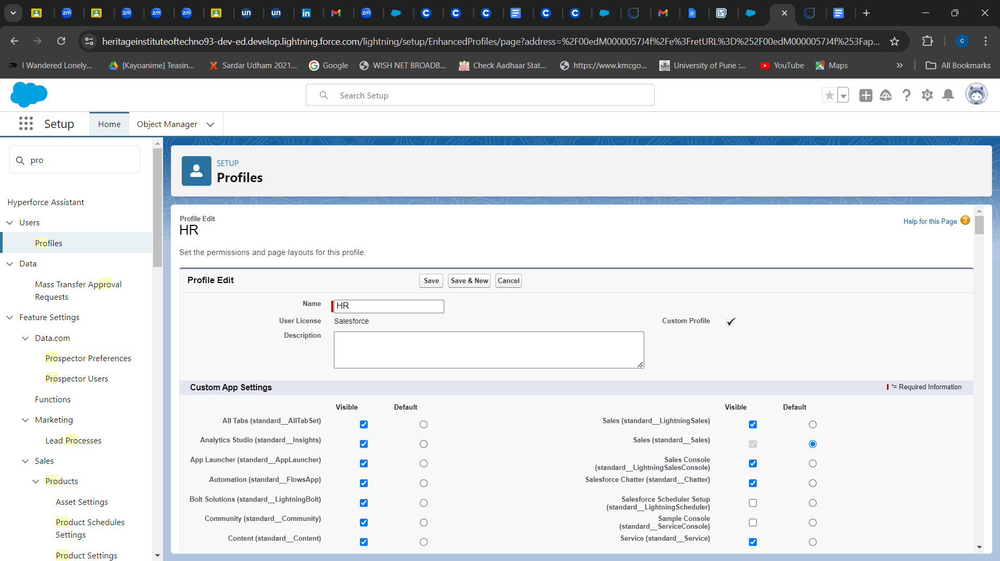 zm
zm
zm
zm
un
un
in
zm
C
C
C
C
C
heritageinstituteoftechno93-dev-ed.develop.lightning.force.com/lightning/setup/EnhancedProfiles/page?address=%2F00edM0000057J4f%2Fe%3FretURL%3D%252F00edM0000057J4f%253Fap...
C
I Wandered Lonely...
[Kayoanime] Teasin...
X
Sardar Udham 2021...
Google
WISH NET BROADB...
Check Aadhaar Stat...
https://www.kmcgo...
University of Pune :...
YouTube
Maps
»
All Bookmarks
Search Setup
Setup
Home
Object Manager
pro
Hyperforce Assistant
Users
Profiles
Data
Mass Transfer Approval
Requests
Feature Settings
Data.com
Prospector Preferences
Prospector Users
Functions
Marketing
Lead Processes
Sales
Products
Asset Settings
Product Schedules
Settings
Product Settings
SETUP
Profiles
Profile Edit
HR
Help for this Page ?
Set the permissions and page layouts for this profile.
Profile Edit
Save
Save & New
Cancel
Name
HR
User License
Salesforce
Custom Profile
Description
Custom App Settings
*= Required Information
Visible
Default
Visible
Default
All Tabs (standard__AllTabSet)
Sales (standard__LightningSales)
Analytics Studio (standard__Insights)
Sales (standard__Sales)
App Launcher (standard__AppLauncher)
Sales Console
(standard__LightningSalesConsole)
Automation (standard__FlowsApp)
Salesforce Chatter (standard__Chatter)
Bolt Solutions (standard__LightningBolt)
Salesforce Scheduler Setup
(standard__LightningScheduler)
Community (standard__Community)
Sample Console
(standard__ServiceConsole)
Content (standard__Content)
Service (standard__Service)